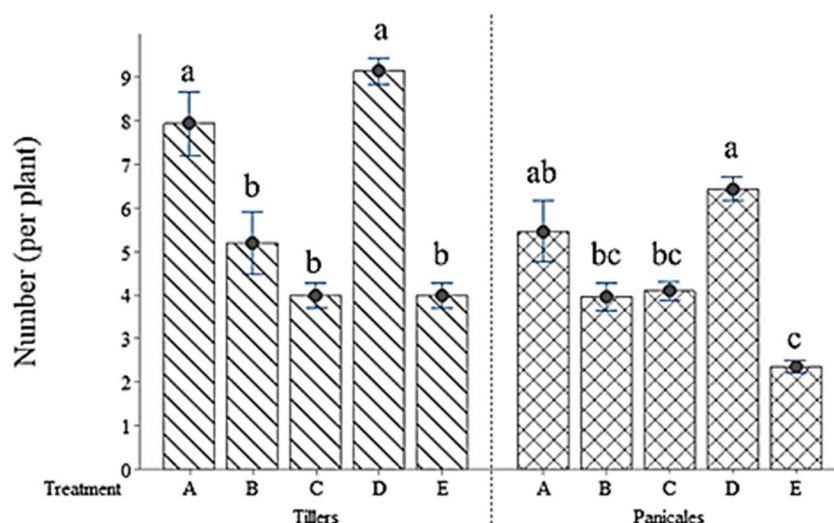 Number (per plant)
9
8
7
6
5
4
3
2
1
0
a
b
b
a
b
ab
bc
bc
a
c
Treatment A B C D E A B C D E
Tillers Panicales